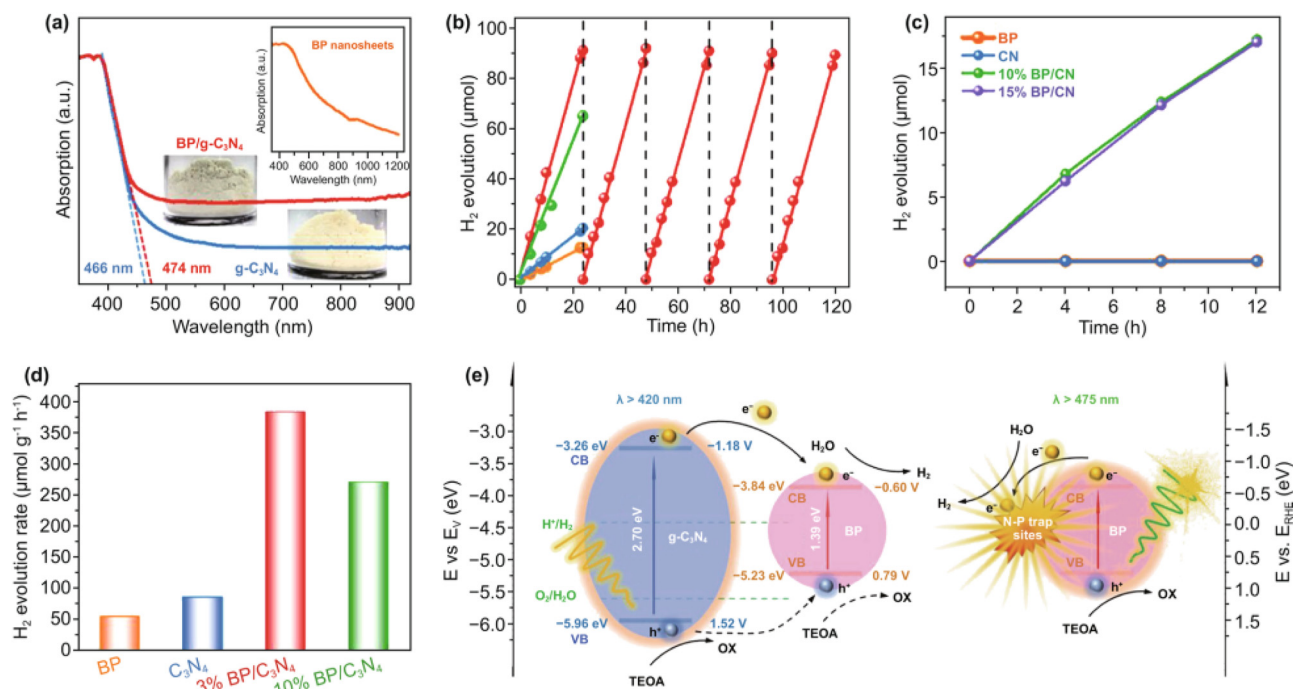 (a)
BP nanosheets
Absorption (a.u.)
400 600 800 1000 1200
Wavelength (nm)
BP/g-C₃N₄
466 nm
474 nm
g-C₃N₄
Absorption (a.u.)
400 500 600 700 800 900
Wavelength (nm)
(b)
H₂ evolution (μmol)
100
80
60
40
20
0
0 20 40 60 80 100 120
Time (h)
(c)
BP
CN
10% BP/CN
15% BP/CN
H₂ evolution (μmol)
15
10
5
0
0 2 4 6 8 10 12
Time (h)
(d)
H₂ evolution rate (μmol g⁻¹ h⁻¹)
400
350
300
250
200
150
100
50
0
BP
C₃N₄
3% BP/C₃N₄
10% BP/C₃N₄
(e)
E vs Eᵥ (eV)
−3.0
−3.5
−4.0
−4.5
−5.0
−5.5
−6.0
λ > 420 nm
e⁻
e⁻
−3.26 eV
−1.18 V
CB
H⁺/H₂
2.70 eV
g-C₃N₄
O₂/H₂O
−5.96 eV
1.52 V
VB
h⁺
OX
TEOA
H₂O
e⁻
H₂
−3.84 eV
CB
−0.60 V
1.39 eV
BP
VB
−5.23 eV
0.79 V
h⁺
OX
TEOA
λ > 475 nm
H₂O
e⁻
e⁻
H₂
e⁻
CB
N-P trap
sites
BP
VB
h⁺
OX
TEOA
−1.5
−1.0
−0.5
0.0
0.5
1.0
1.5
E vs. E_RHE (eV)